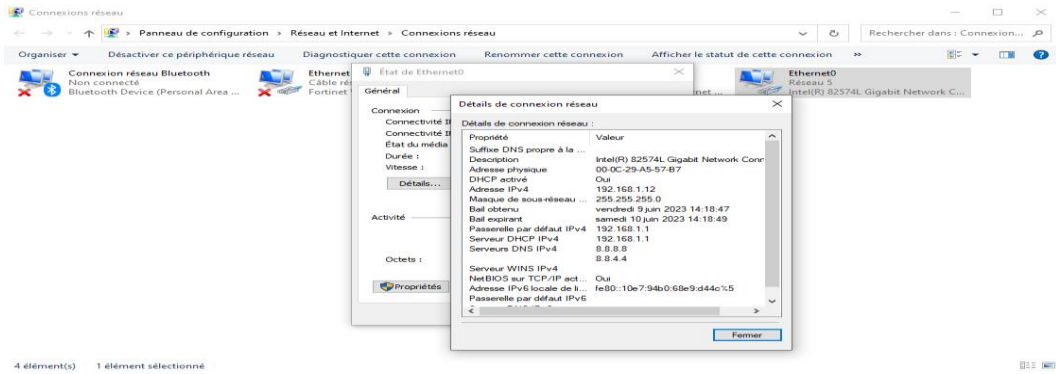 Connexions réseau
Panneau de configuration > Réseau et Internet > Connexions réseau
Rechercher dans : Connexion...
Organiser Désactiver ce périphérique réseau Diagnostiquer cette connexion Renommer cette connexion Afficher le statut de cette connexion »
Connexion réseau Bluetooth
Non connecté
Bluetooth Device (Personal Area ...
Ethernet
Câble
Fortinet
Ethernet0
Réseau 5
Intel(R) 82574L Gigabit Network C...
État de Ethernet0
Général
Connexion
Connectivité
Connectivité
État du média
Durée :
Vitesse :
Détails...
Activité
Octets :
Propriétés
Détails de connexion réseau
Détails de connexion réseau :
Propriété Valeur
Suffixe DNS propre à la ...
Description Intel(R) 82574L Gigabit Network Conn
Adresse physique 00-0C-29-A5-57-B7
DHCP activé Oui
Adresse IPv4 192.168.1.12
Masque de sous-réseau ... 255.255.255.0
Bail obtenu vendredi 9 juin 2023 14:18:47
Bail expirant samedi 10 juin 2023 14:18:49
Passerelle par défaut IPv4 192.168.1.1
Serveur DHCP IPv4 192.168.1.1
Serveurs DNS IPv4 8.8.8.8
8.8.4.4
Serveur WINS IPv4
NetBIOS sur TCP/IP act... Oui
Adresse IPv6 locale de li... fe80::10e7:94b0:68e9:d44c%5
Passerelle par défaut IPv6
Fermer
4 élément(s) 1 élément sélectionné